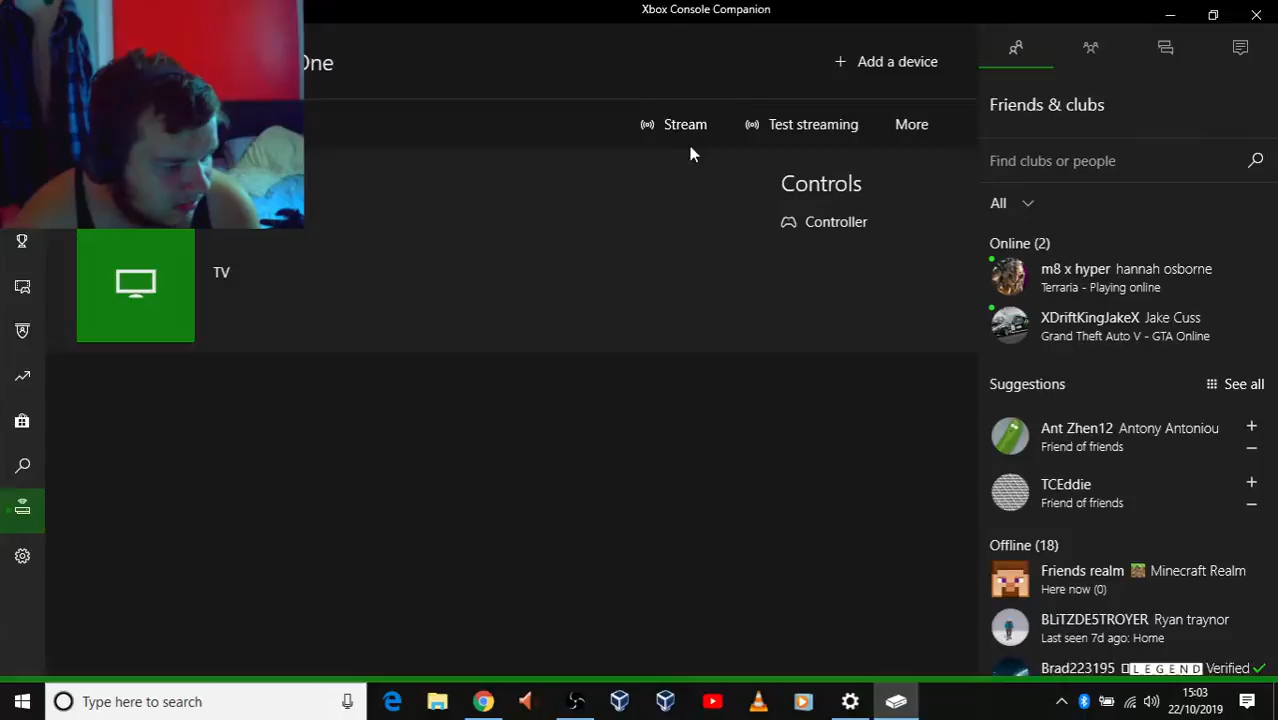 Xbox Console Companion
One
+ Add a device
Stream
Test streaming
More
Controls
Controller
TV
Friends & clubs
Find clubs or people
All
Online (2)
m8 x hyper hannah osborne
Terraria - Playing online
XDriftKingJakeX Jake Cuss
Grand Theft Auto V - GTA Online
Suggestions
See all
Ant Zhen12 Antony Antoniou
Friend of friends
TCEddie
Friend of friends
Offline (18)
Friends realm Minecraft Realm
Here now (0)
BLiTZDE5TROYER Ryan traynor
Last seen 7d ago: Home
Brad223195 LEGEND Verified
Type here to search
15:03
22/10/2019